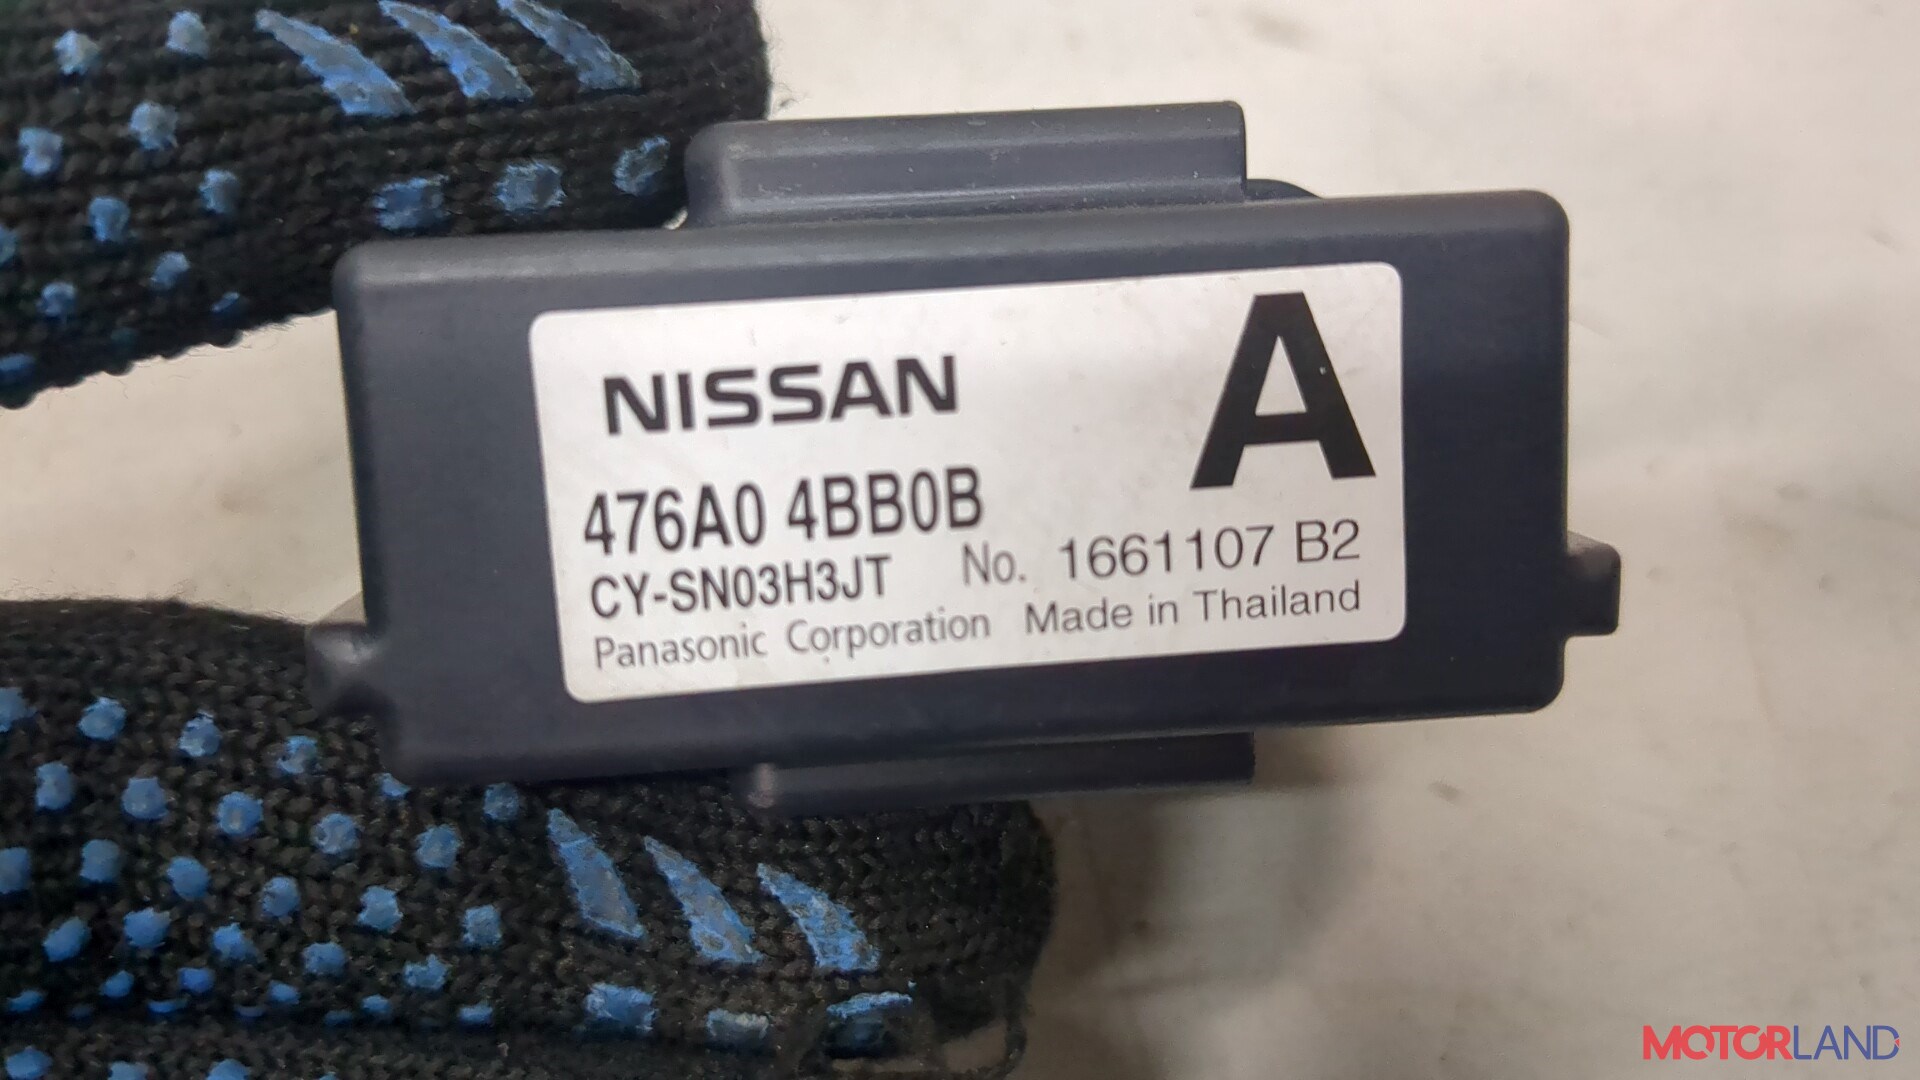 NISSAN A
476A0 4BB0B
CY-SN03H3JT No. 1661107 B2
Panasonic Corporation Made in Thailand
MOTORLAND